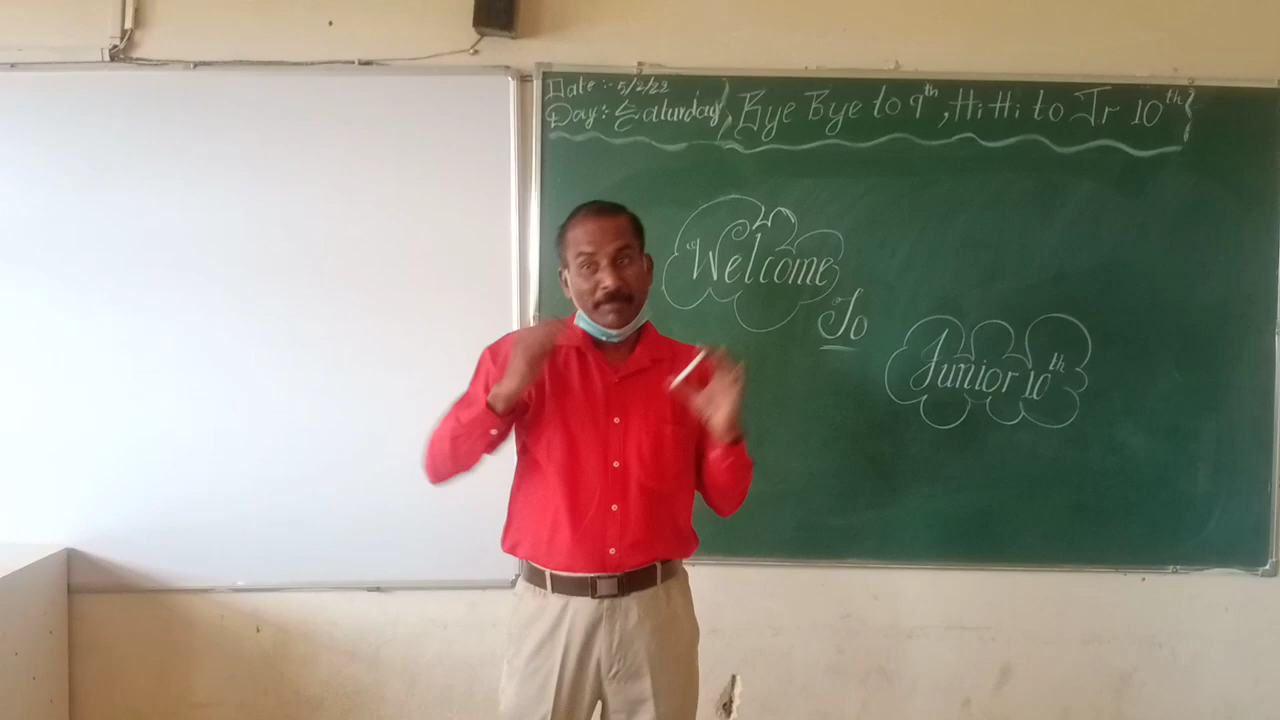 Date :- 5/2/22
Day :- Saturday } Bye Bye to 9th, Hi Hi to Jr 10th }
Welcome
To
Junior 10th